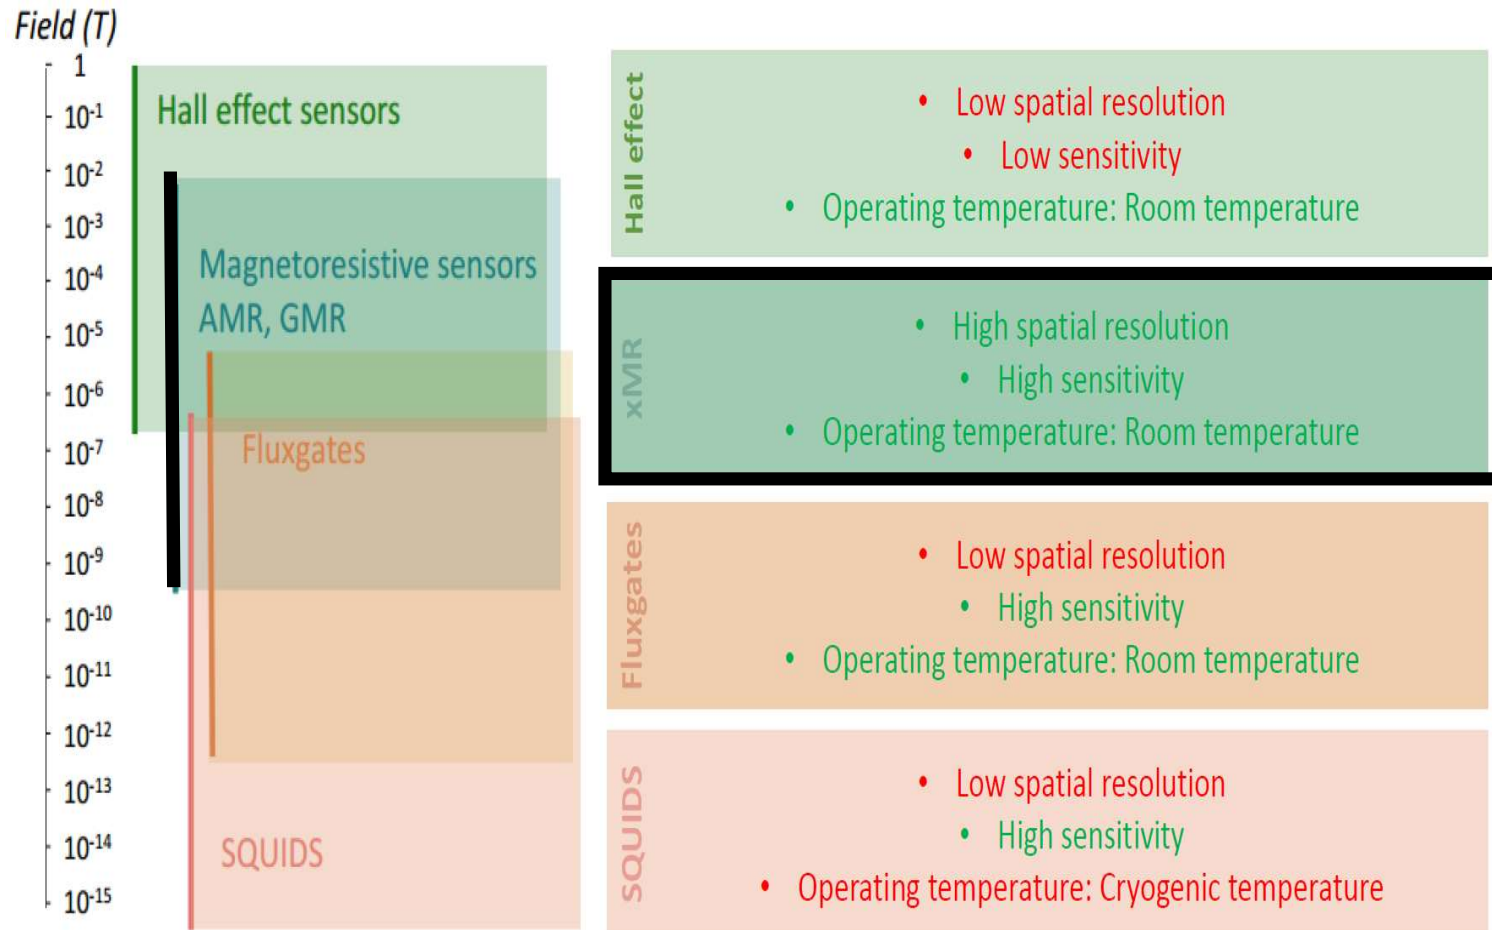 Field (T)
1
10⁻¹
10⁻²
10⁻³
10⁻⁴
10⁻⁵
10⁻⁶
10⁻⁷
10⁻⁸
10⁻⁹
10⁻¹⁰
10⁻¹¹
10⁻¹²
10⁻¹³
10⁻¹⁴
10⁻¹⁵
Hall effect sensors
Magnetoresistive sensors
AMR, GMR
Fluxgates
SQUIDS
Hall effect
• Low spatial resolution
• Low sensitivity
• Operating temperature: Room temperature
xMR
• High spatial resolution
• High sensitivity
• Operating temperature: Room temperature
Fluxgates
• Low spatial resolution
• High sensitivity
• Operating temperature: Room temperature
SQUIDS
• Low spatial resolution
• High sensitivity
• Operating temperature: Cryogenic temperature